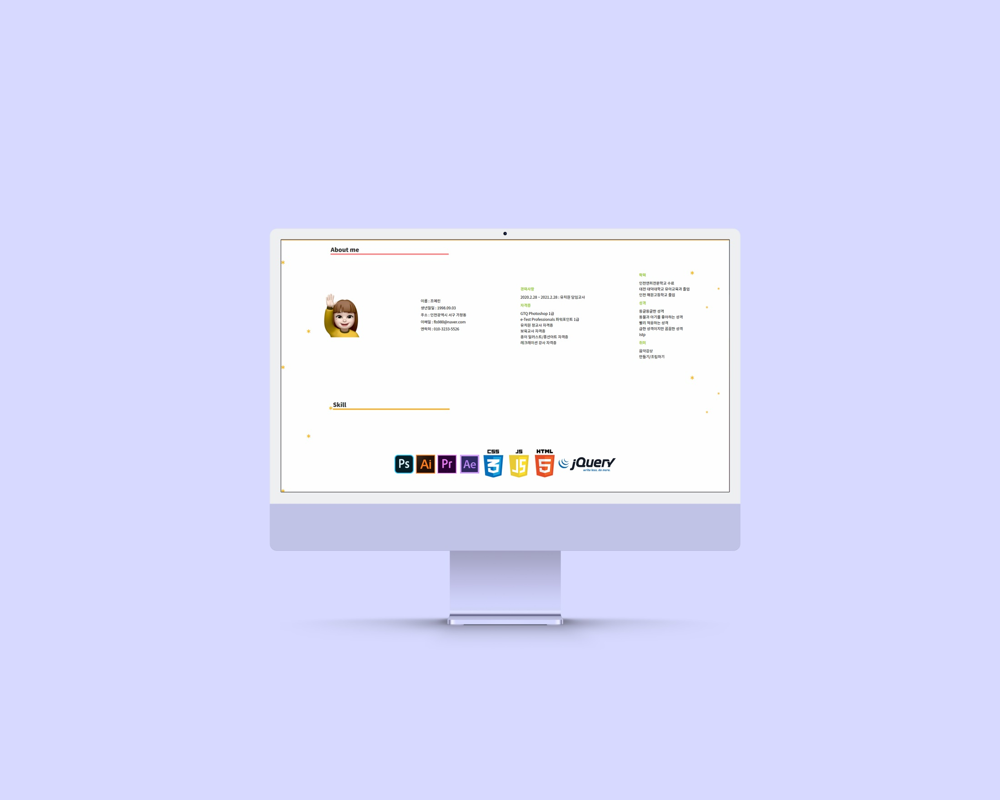 About me
이름 : 조예린
생년월일 : 1998.09.03
주소 : 인천광역시 서구 가정동
이메일 : fls980@naver.com
연락처 : 010-3233-5526
경력사항
2020.2.28 ~ 2021.2.28 : 유치원 담임교사
자격증
GTQ Photoshop 1급
e-Test Professionals 파워포인트 1급
유치원 정교사 자격증
보육교사 자격증
종이 일러스트/풍선아트 자격증
레크레이션 강사 자격증
학력
인천연희전문학교 수료
대전 대덕대학교 유아교육과 졸업
인천 해원고등학교 졸업
성격
둥글둥글한 성격
동물과 아기를 좋아하는 성격
빨리 적응하는 성격
급한 성격이지만 꼼꼼한 성격
istp
취미
음악감상
만들기/조립하기
Skill
Ps
Ai
Pr
Ae
CSS
3
JS
JS
HTML
5
jQuery
write less, do more.